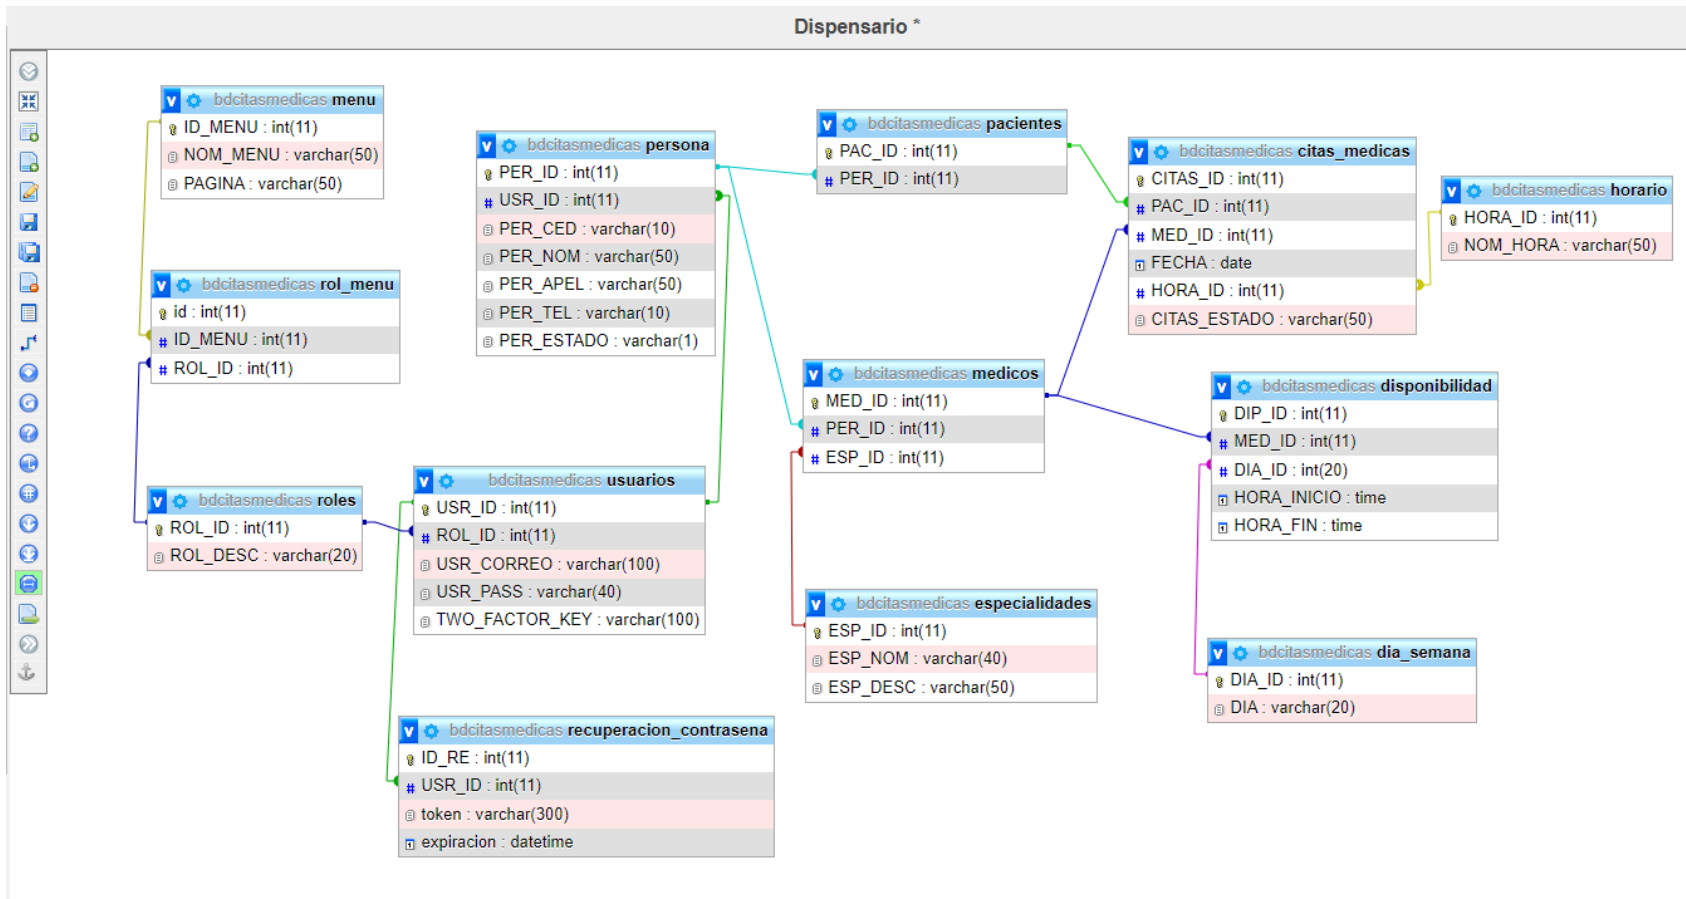 Dispensario *
bdcitasmedicas menu
ID_MENU : int(11)
NOM_MENU : varchar(50)
PAGINA : varchar(50)
bdcitasmedicas rol_menu
id : int(11)
ID_MENU : int(11)
ROL_ID : int(11)
bdcitasmedicas roles
ROL_ID : int(11)
ROL_DESC : varchar(20)
bdcitasmedicas persona
PER_ID : int(11)
USR_ID : int(11)
PER_CED : varchar(10)
PER_NOM : varchar(50)
PER_APEL : varchar(50)
PER_TEL : varchar(10)
PER_ESTADO : varchar(1)
bdcitasmedicas usuarios
USR_ID : int(11)
ROL_ID : int(11)
USR_CORREO : varchar(100)
USR_PASS : varchar(40)
TWO_FACTOR_KEY : varchar(100)
bdcitasmedicas recuperacion_contrasena
ID_RE : int(11)
USR_ID : int(11)
token : varchar(300)
expiracion : datetime
bdcitasmedicas pacientes
PAC_ID : int(11)
PER_ID : int(11)
bdcitasmedicas medicos
MED_ID : int(11)
PER_ID : int(11)
ESP_ID : int(11)
bdcitasmedicas especialidades
ESP_ID : int(11)
ESP_NOM : varchar(40)
ESP_DESC : varchar(50)
bdcitasmedicas citas_medicas
CITAS_ID : int(11)
PAC_ID : int(11)
MED_ID : int(11)
FECHA : date
HORA_ID : int(11)
CITAS_ESTADO : varchar(50)
bdcitasmedicas horario
HORA_ID : int(11)
NOM_HORA : varchar(50)
bdcitasmedicas disponibilidad
DIP_ID : int(11)
MED_ID : int(11)
DIA_ID : int(20)
HORA_INICIO : time
HORA_FIN : time
bdcitasmedicas dia_semana
DIA_ID : int(11)
DIA : varchar(20)